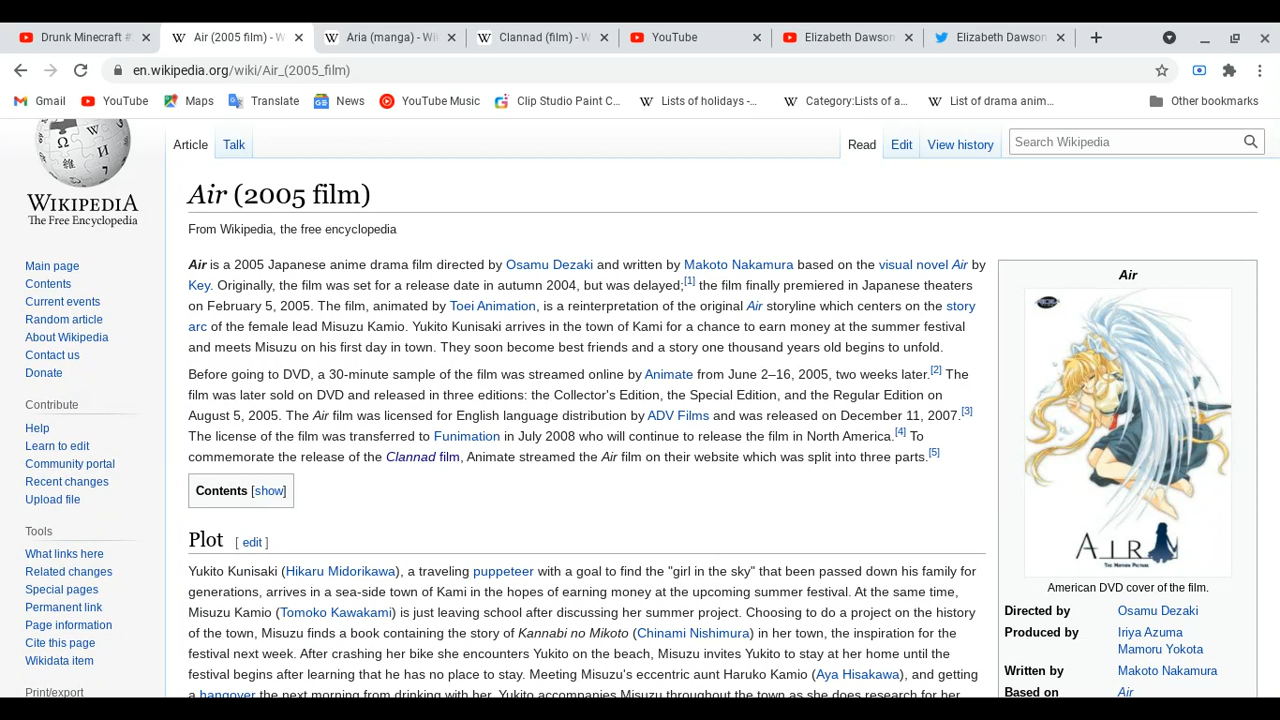 Drunk Minecraft #
Air (2005 film) - W
Aria (manga) - Wi
Clannad (film) - W
YouTube
Elizabeth Dawson
Elizabeth Dawson
en.wikipedia.org/wiki/Air_(2005_film)
Gmail
YouTube
Maps
Translate
News
YouTube Music
Clip Studio Paint C...
Lists of holidays -...
Category:Lists of a...
List of drama anim...
Other bookmarks
WIKIPEDIA
The Free Encyclopedia
Article
Talk
Read
Edit
View history
Search Wikipedia
Main page
Contents
Current events
Random article
About Wikipedia
Contact us
Donate
Contribute
Help
Learn to edit
Community portal
Recent changes
Upload file
Tools
What links here
Related changes
Special pages
Permanent link
Page information
Cite this page
Wikidata item
Print/export
Air (2005 film)
From Wikipedia, the free encyclopedia
Air is a 2005 Japanese anime drama film directed by Osamu Dezaki and written by Makoto Nakamura based on the visual novel Air by
Key. Originally, the film was set for a release date in autumn 2004, but was delayed;[1] the film finally premiered in Japanese theaters
on February 5, 2005. The film, animated by Toei Animation, is a reinterpretation of the original Air storyline which centers on the story
arc of the female lead Misuzu Kamio. Yukito Kunisaki arrives in the town of Kami for a chance to earn money at the summer festival
and meets Misuzu on his first day in town. They soon become best friends and a story one thousand years old begins to unfold.
Before going to DVD, a 30-minute sample of the film was streamed online by Animate from June 2–16, 2005, two weeks later.[2] The
film was later sold on DVD and released in three editions: the Collector's Edition, the Special Edition, and the Regular Edition on
August 5, 2005. The Air film was licensed for English language distribution by ADV Films and was released on December 11, 2007.[3]
The license of the film was transferred to Funimation in July 2008 who will continue to release the film in North America.[4] To
commemorate the release of the Clannad film, Animate streamed the Air film on their website which was split into three parts.[5]
Contents [show]
Plot [ edit ]
Yukito Kunisaki (Hikaru Midorikawa), a traveling puppeteer with a goal to find the "girl in the sky" that been passed down his family for
generations, arrives in a sea-side town of Kami in the hopes of earning money at the upcoming summer festival. At the same time,
Misuzu Kamio (Tomoko Kawakami) is just leaving school after discussing her summer project. Choosing to do a project on the history
of the town, Misuzu finds a book containing the story of Kannabi no Mikoto (Chinami Nishimura) in her town, the inspiration for the
festival next week. After crashing her bike she encounters Yukito on the beach, Misuzu invites Yukito to stay at her home until the
festival begins after learning that he has no place to stay. Meeting Misuzu's eccentric aunt Haruko Kamio (Aya Hisakawa), and getting
a hangover the next morning from drinking with her, Yukito accompanies Misuzu throughout the town as she does research for her
Air
AIR
THE MOTION PICTURE
American DVD cover of the film.
Directed by Osamu Dezaki
Produced by Iriya Azuma
Mamoru Yokota
Written by Makoto Nakamura
Based on Air